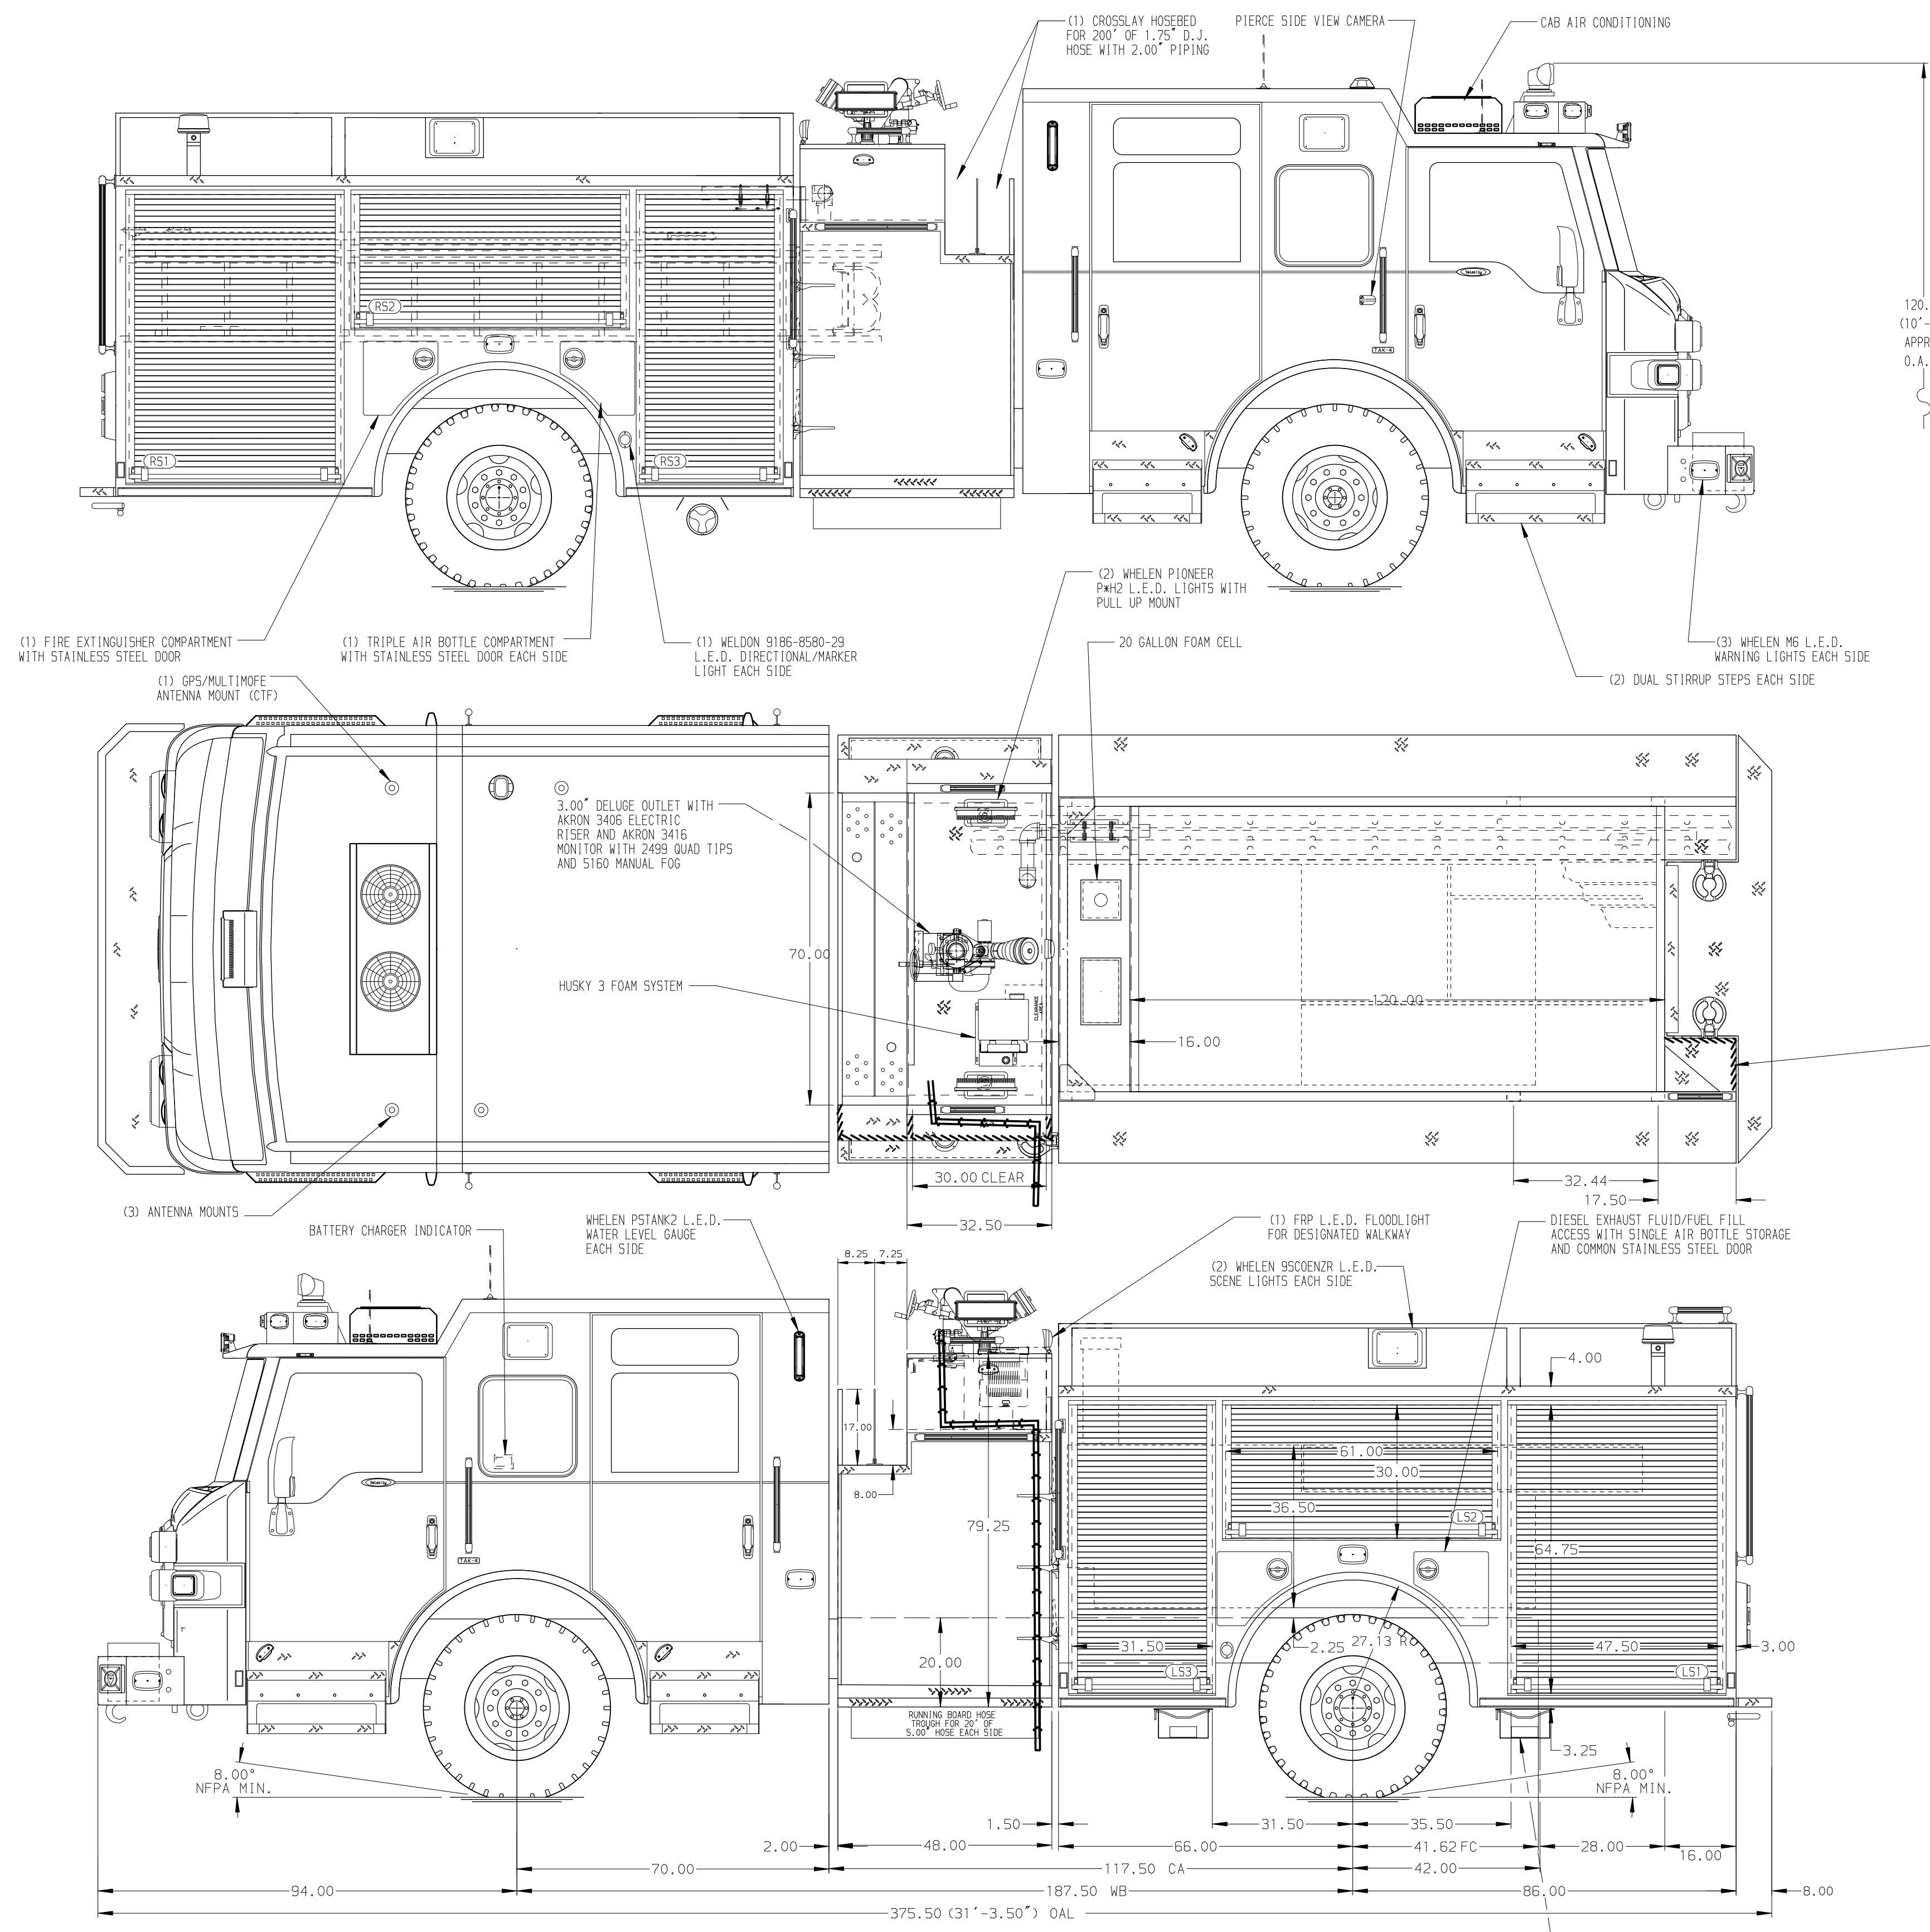 (1) CROSSLAY HOSEBED
FOR 200' OF 1.75" D.J.
HOSE WITH 2.00" PIPING
PIERCE SIDE VIEW CAMERA
CAB AIR CONDITIONING
120.
(10'-
APPR
O.A.
Velocity
TAK-4
RS2
RS1
RS3
(2) WHELEN PIONEER
P*H2 L.E.D. LIGHTS WITH
PULL UP MOUNT
(1) FIRE EXTINGUISHER COMPARTMENT
WITH STAINLESS STEEL DOOR
(1) TRIPLE AIR BOTTLE COMPARTMENT
WITH STAINLESS STEEL DOOR EACH SIDE
(1) WELDON 9186-8580-29
L.E.D. DIRECTIONAL/MARKER
LIGHT EACH SIDE
20 GALLON FOAM CELL
(3) WHELEN M6 L.E.D.
WARNING LIGHTS EACH SIDE
(2) DUAL STIRRUP STEPS EACH SIDE
(1) GPS/MULTIMOFE
ANTENNA MOUNT (CTF)
3.00" DELUGE OUTLET WITH
AKRON 3406 ELECTRIC
RISER AND AKRON 3416
MONITOR WITH 2499 QUAD TIPS
AND 5160 MANUAL FOG
70.00
HUSKY 3 FOAM SYSTEM
CLEARANCE
AREA
120.00
16.00
30.00 CLEAR
32.50
32.44
17.50
(3) ANTENNA MOUNTS
BATTERY CHARGER INDICATOR
WHELEN PSTANK2 L.E.D.
WATER LEVEL GAUGE
EACH SIDE
(1) FRP L.E.D. FLOODLIGHT
FOR DESIGNATED WALKWAY
DIESEL EXHAUST FLUID/FUEL FILL
ACCESS WITH SINGLE AIR BOTTLE STORAGE
AND COMMON STAINLESS STEEL DOOR
(2) WHELEN 9SC0ENZR L.E.D.
SCENE LIGHTS EACH SIDE
8.25
7.25
4.00
17.00
8.00
79.25
61.00
30.00
36.50
LS2
64.75
Velocity
TAK-4
20.00
31.50
2.25
27.13 R
47.50
3.00
LS3
LS1
RUNNING BOARD HOSE
TROUGH FOR 20' OF
5.00" HOSE EACH SIDE
3.25
8.00°
NFPA MIN.
8.00°
NFPA MIN.
1.50
31.50
35.50
2.00
48.00
66.00
41.62 FC
28.00
16.00
70.00
117.50 CA
42.00
94.00
187.50 WB
86.00
8.00
375.50 (31'-3.50") OAL